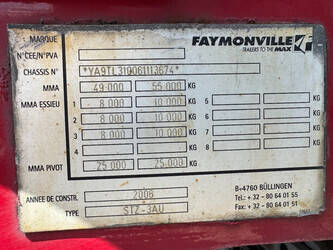 MARQUE
FAYMONVILLE
TRAILERS TO THE MAX
N°CEE/N°PVA
CHASSIS N° *YA9TL310061113674*
MMA 49·000 55·000 KG
MMA ESSIEU 1 8 000 10 000 KG 5 KG
2 8 000 10 000 KG 6 KG
3 8 000 10 000 KG 7 KG
4 KG 8 KG
MMA PIVOT 25 000 25 000 KG
ANNEE DE CONSTR. 2006
TYPE STZ-3AU
B-4760 BÜLLINGEN
Tel.: + 32 - 80 64 01 55
Fax: + 32 - 80 64 01 51